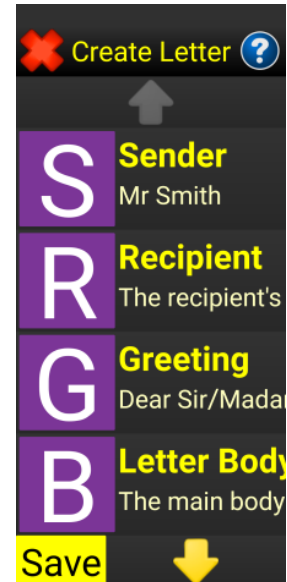 Create Letter ?
S
Sender
Mr Smith
R
Recipient
The recipient's
G
Greeting
Dear Sir/Madar
B
Letter Body
The main body
Save